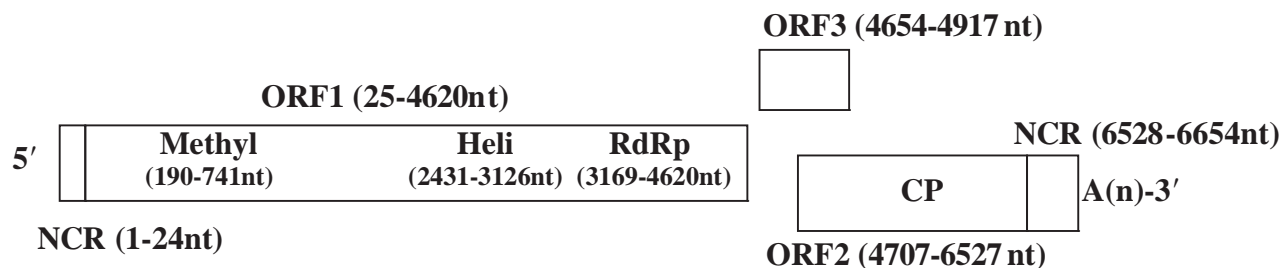 ORF3 (4654-4917 nt)
ORF1 (25-4620nt)
NCR (6528-6654nt)
5′ Methyl Heli RdRp
(190-741nt) (2431-3126nt) (3169-4620nt)
CP A(n)-3′
NCR (1-24nt)
ORF2 (4707-6527 nt)